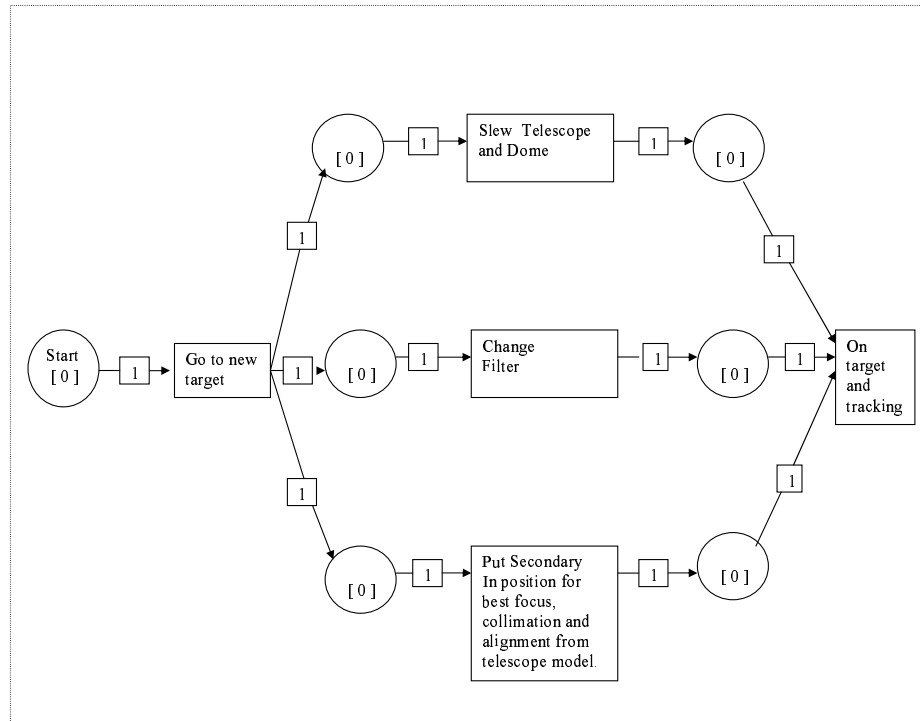 [ 0 ]
1
Slew Telescope
and Dome
1
[ 0 ]
1
1
Start
[ 0 ]
1
Go to new
target
1
[ 0 ]
1
Change
Filter
1
[ 0 ]
1
On
target
and
tracking
1
1
[ 0 ]
1
Put Secondary
In position for
best focus,
collimation and
alignment from
telescope model.
1
[ 0 ]